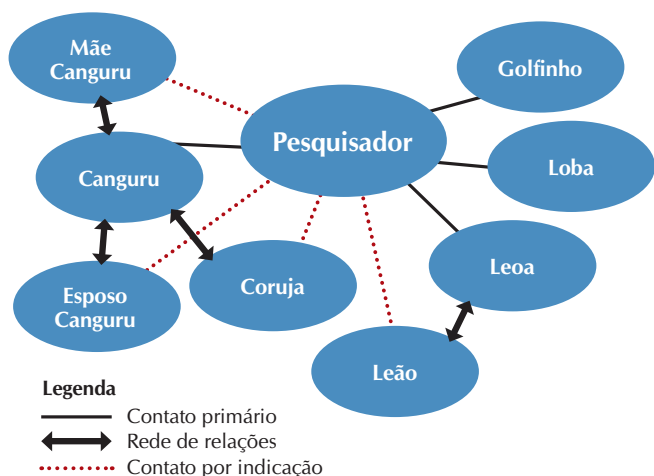 Mãe
Canguru
Golfinho
Pesquisador
Loba
Canguru
Leoa
Coruja
Esposo
Canguru
Leão
Legenda
Contato primário
Rede de relações
Contato por indicação